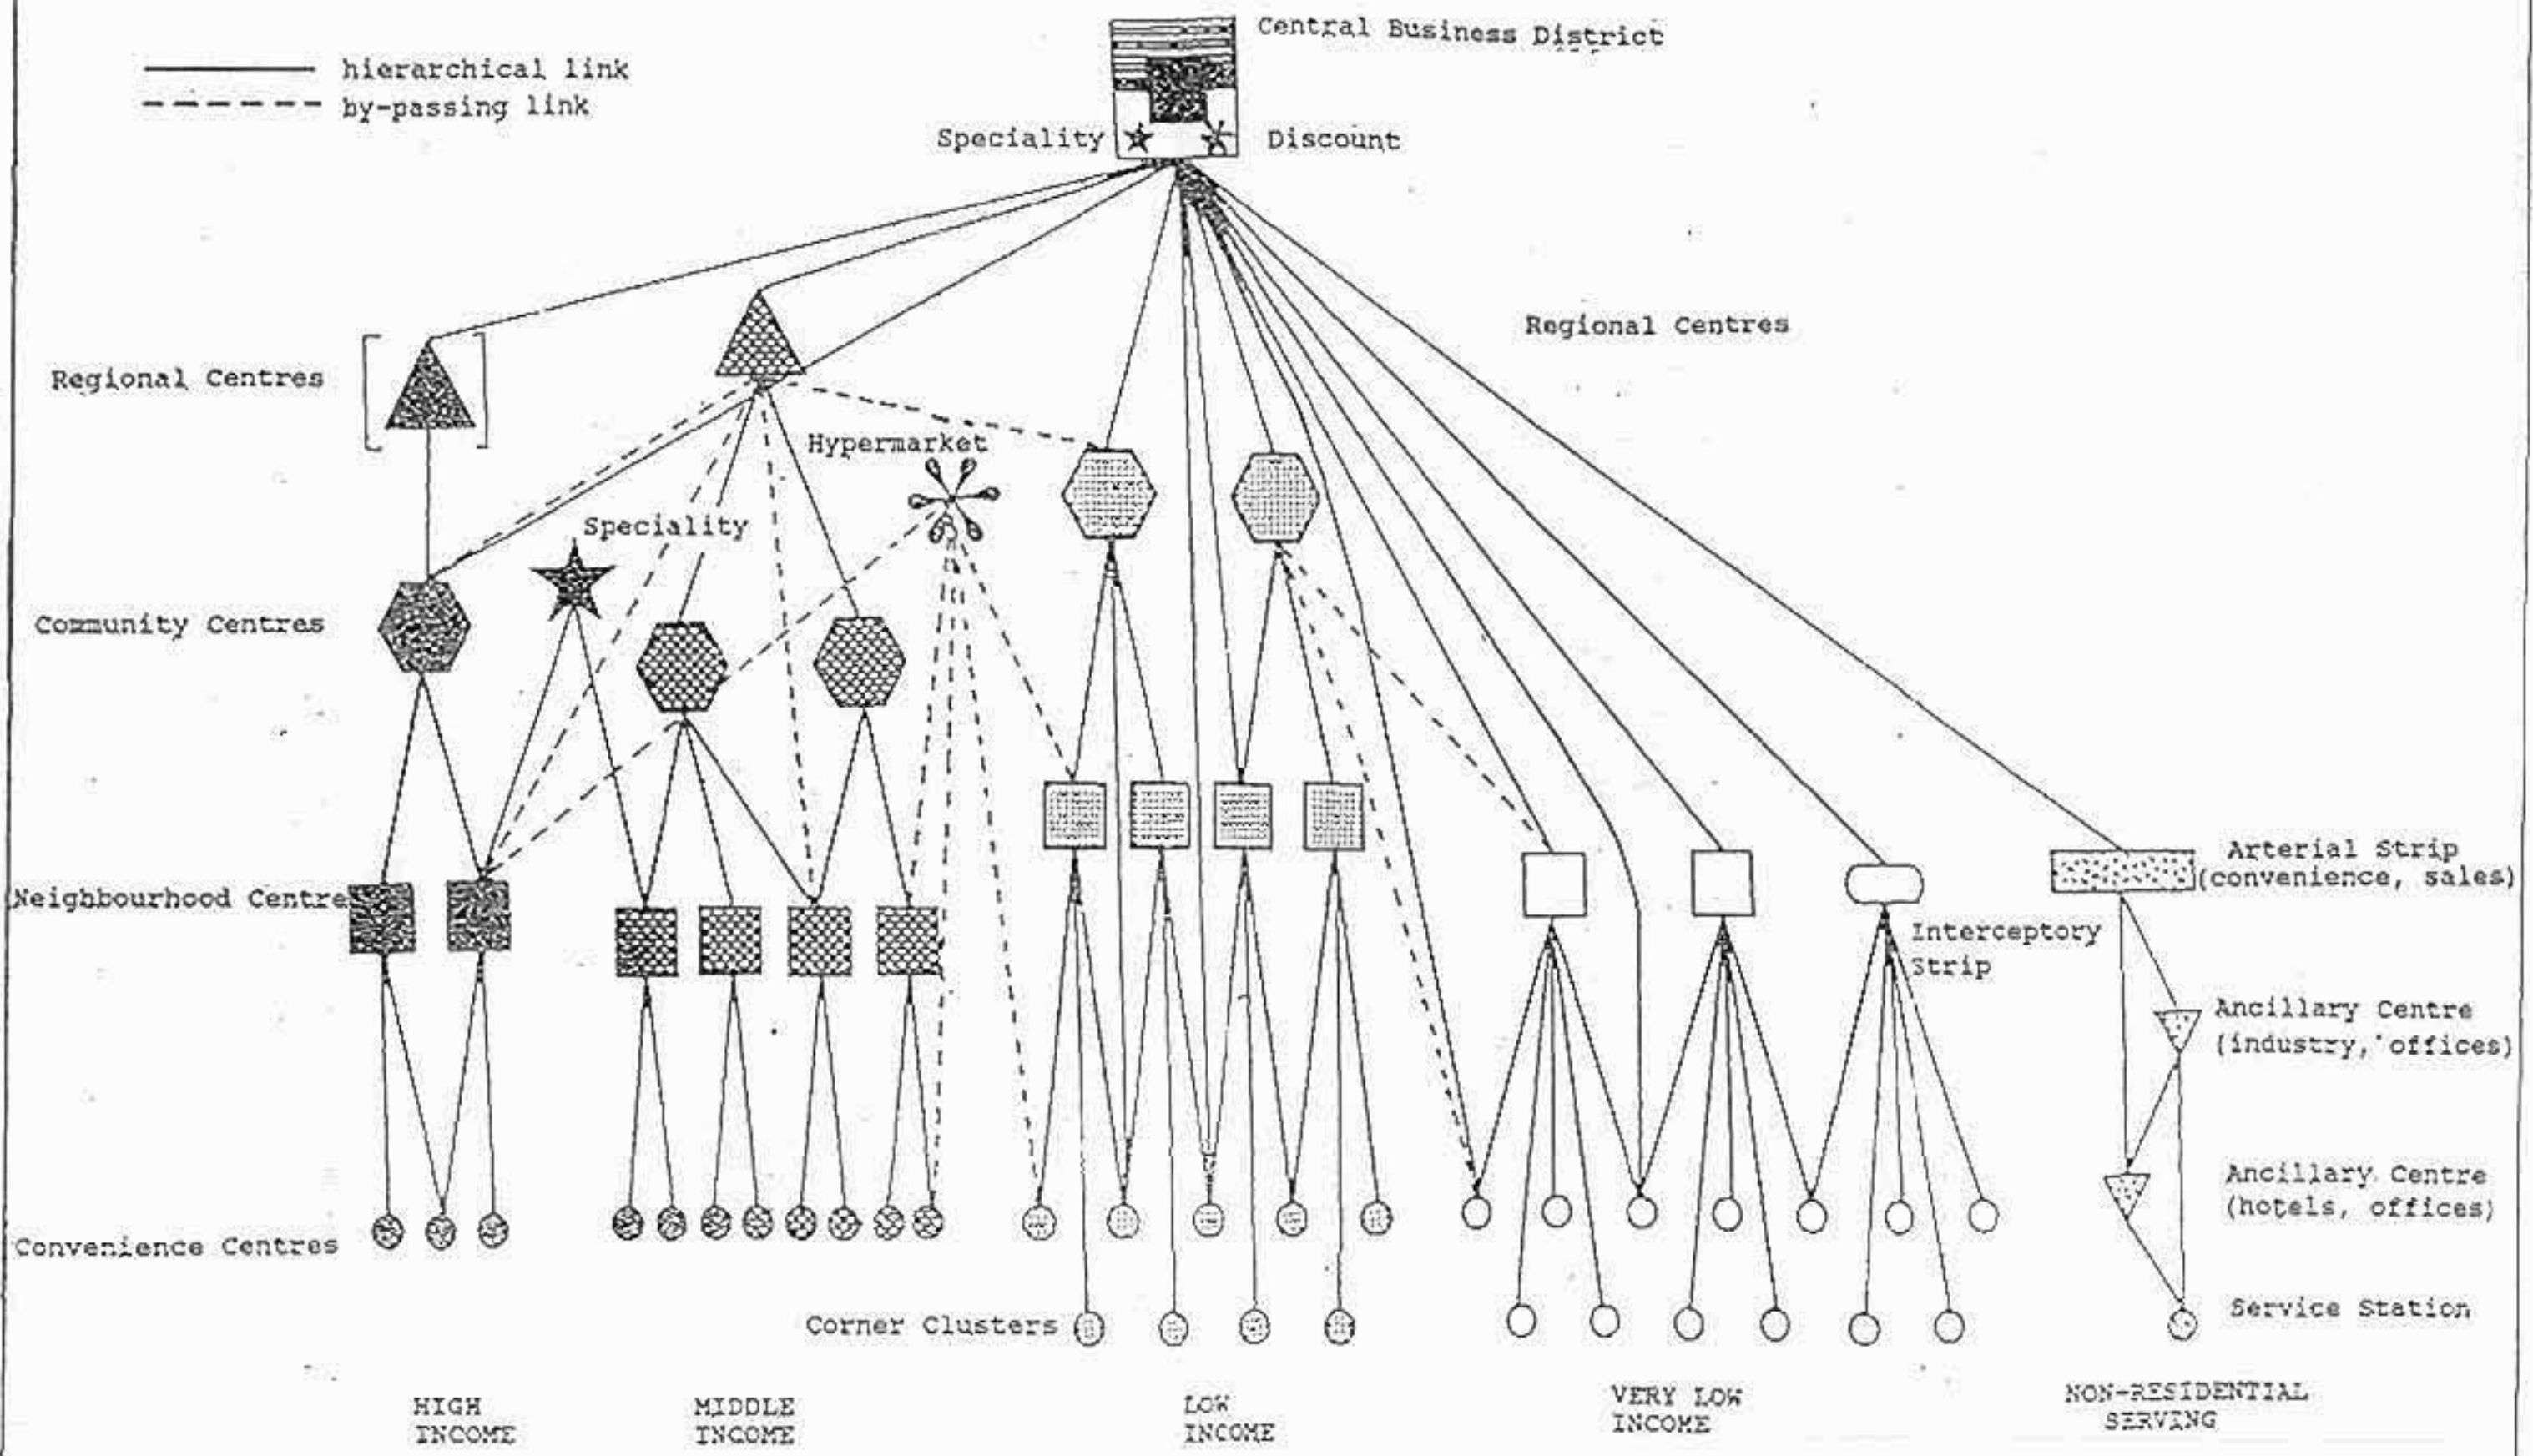 Central Business District
hierarchical link
by-passing link
Speciality
Discount
Regional Centres
Regional Centres
Hypermarket
Speciality
Community Centres
Arterial Strip
(convenience, sales)
Neighbourhood Centre
Interceptory
Strip
Ancillary Centre
(industry, offices)
Ancillary Centre
(hotels, offices)
Convenience Centres
Service Station
Corner Clusters
HIGH
INCOME
MIDDLE
INCOME
LOW
INCOME
VERY LOW
INCOME
NON-RESIDENTIAL
SERVING